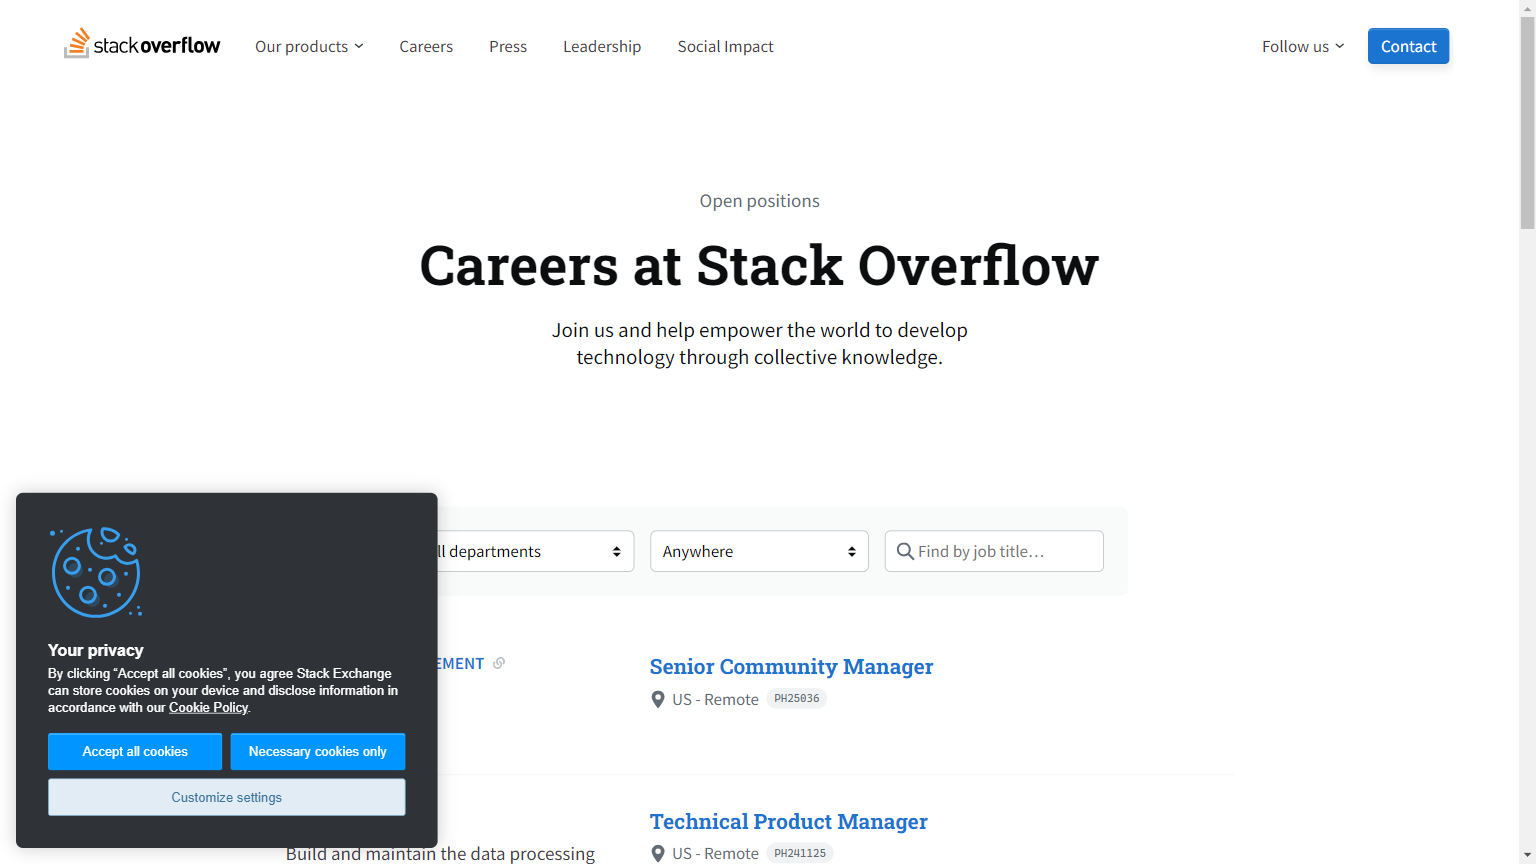 stackoverflow
Our products
Careers
Press
Leadership
Social Impact
Follow us
Contact
Open positions
Careers at Stack Overflow
Join us and help empower the world to develop
technology through collective knowledge.
ll departments
Anywhere
Find by job title…
EMENT
Senior Community Manager
US - Remote PH25036
Technical Product Manager
US - Remote PH241125
Build and maintain the data processing
Your privacy
By clicking “Accept all cookies”, you agree Stack Exchange
can store cookies on your device and disclose information in
accordance with our Cookie Policy.
Accept all cookies
Necessary cookies only
Customize settings